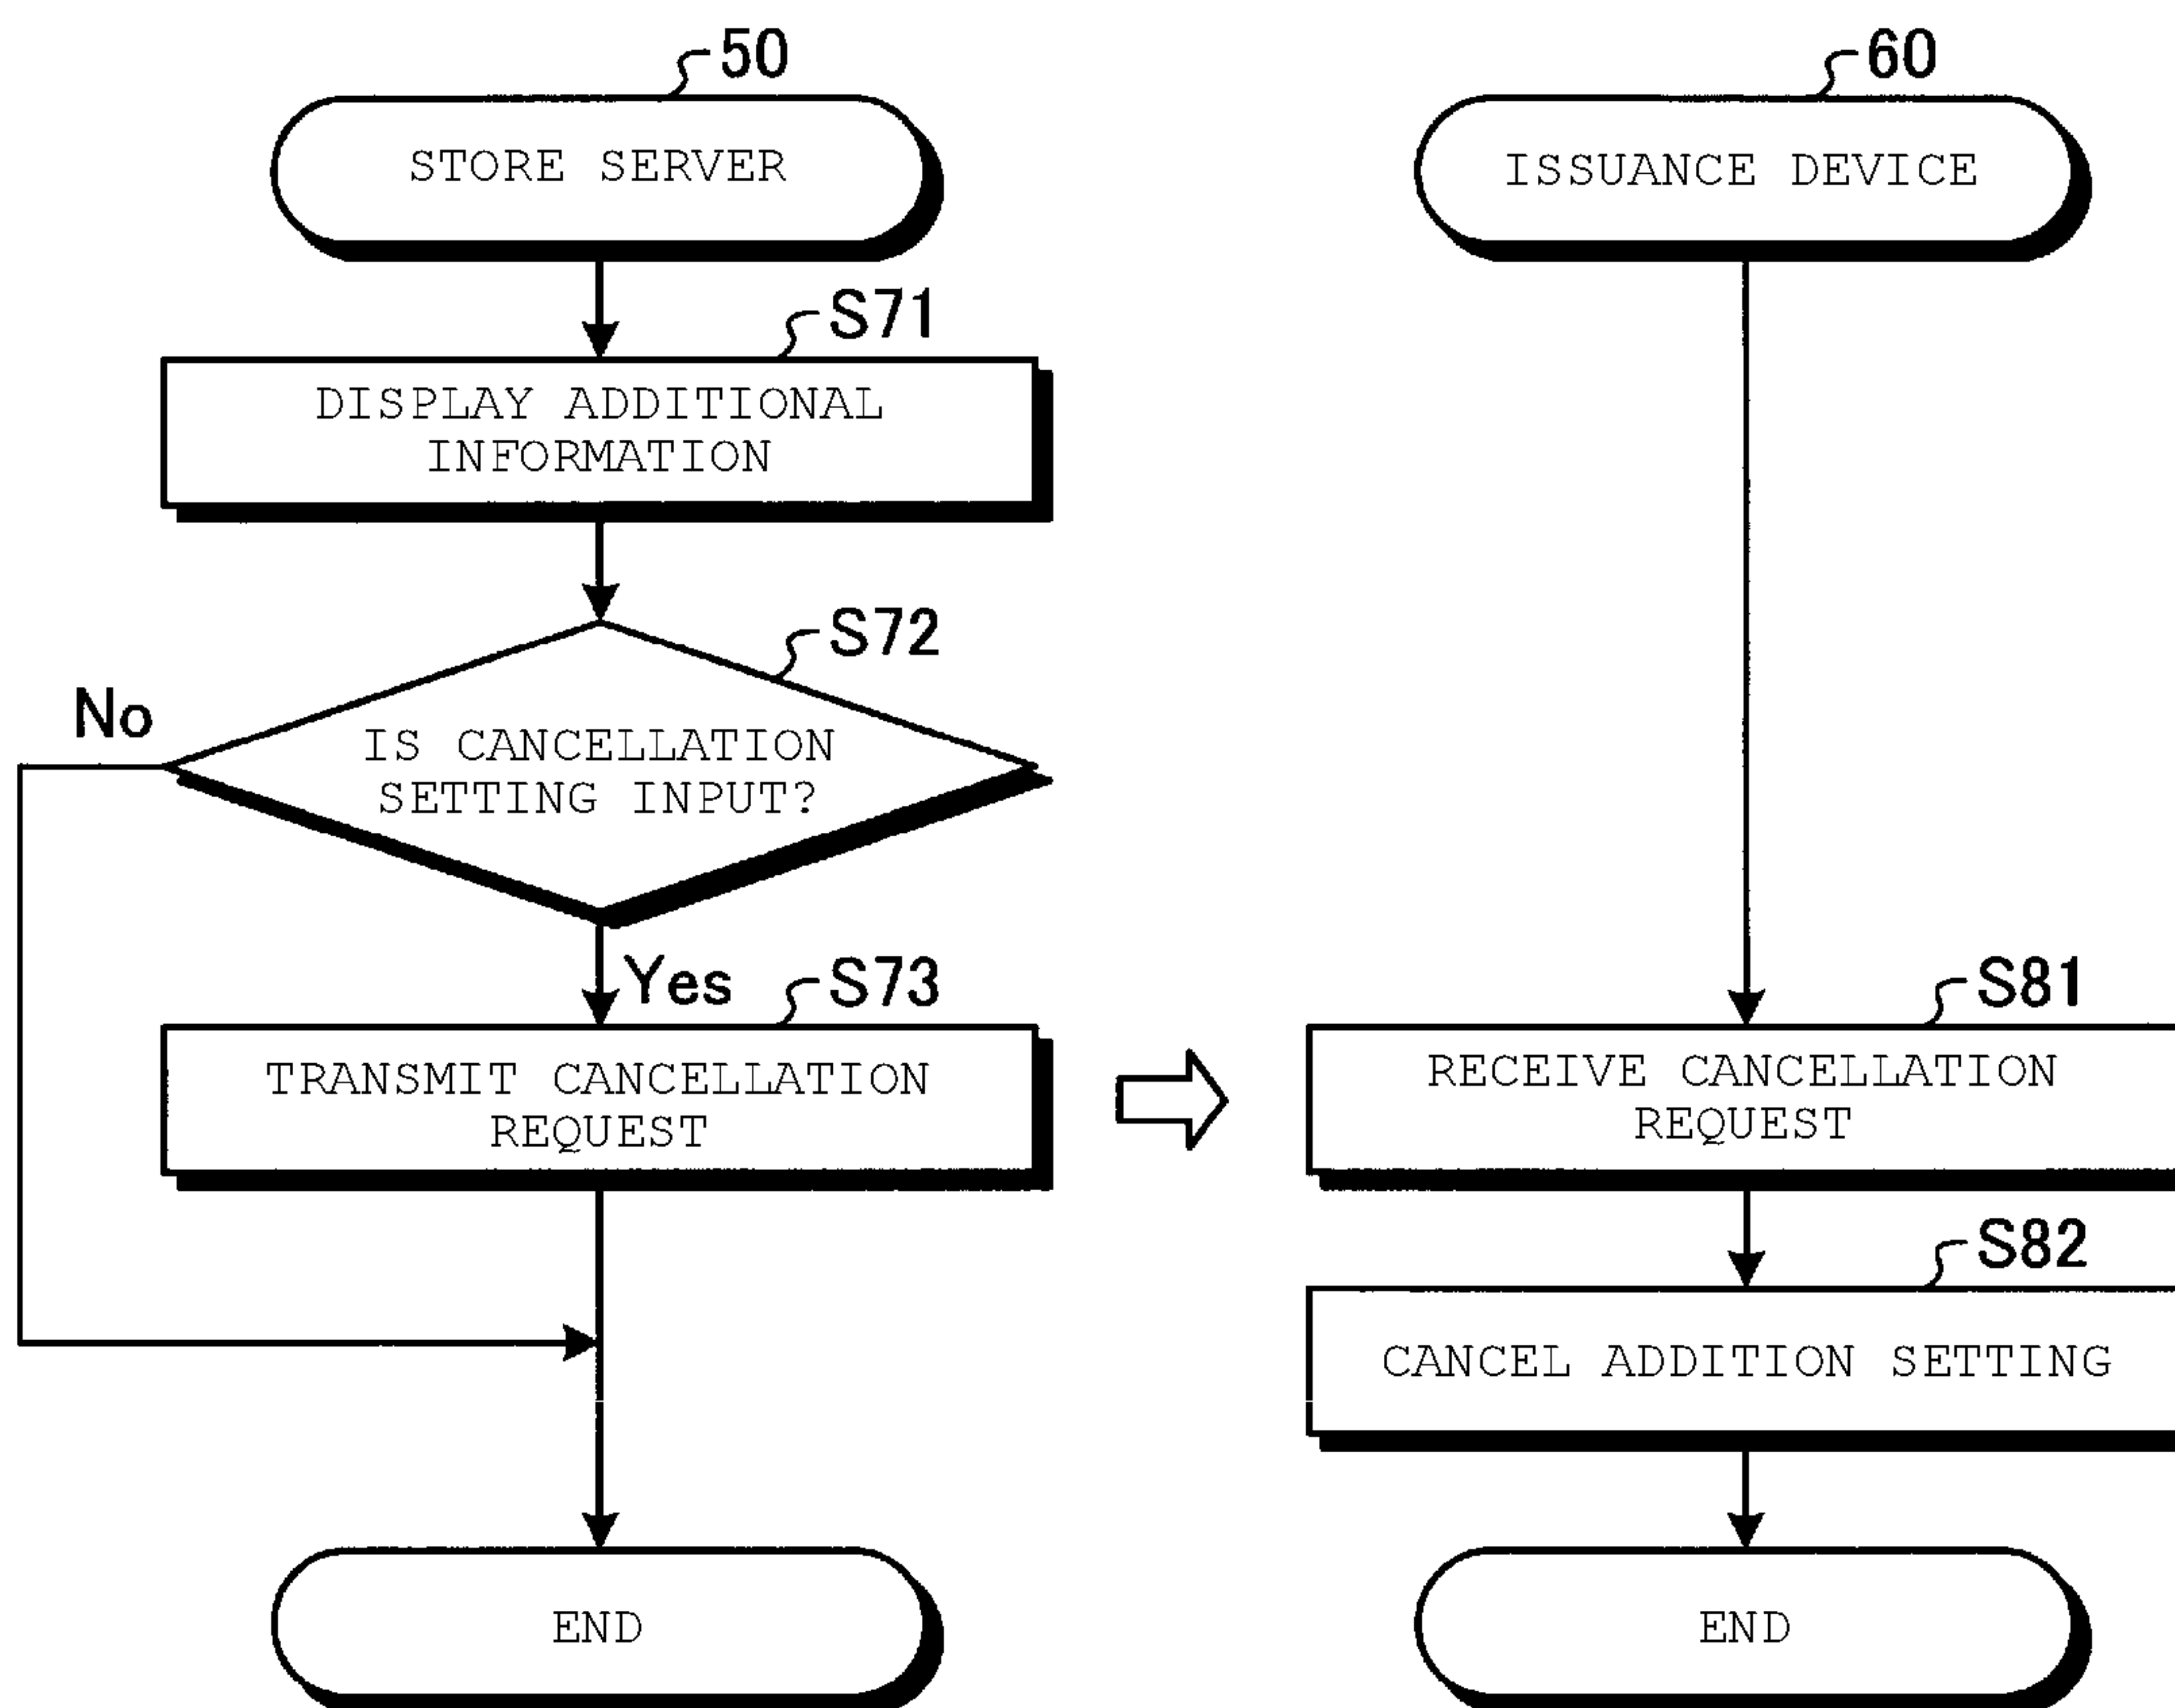 50
STORE SERVER
S71
DISPLAY ADDITIONAL
INFORMATION
S72
No
IS CANCELLATION
SETTING INPUT?
Yes
S73
TRANSMIT CANCELLATION
REQUEST
END
60
ISSUANCE DEVICE
S81
RECEIVE CANCELLATION
REQUEST
S82
CANCEL ADDITION SETTING
END